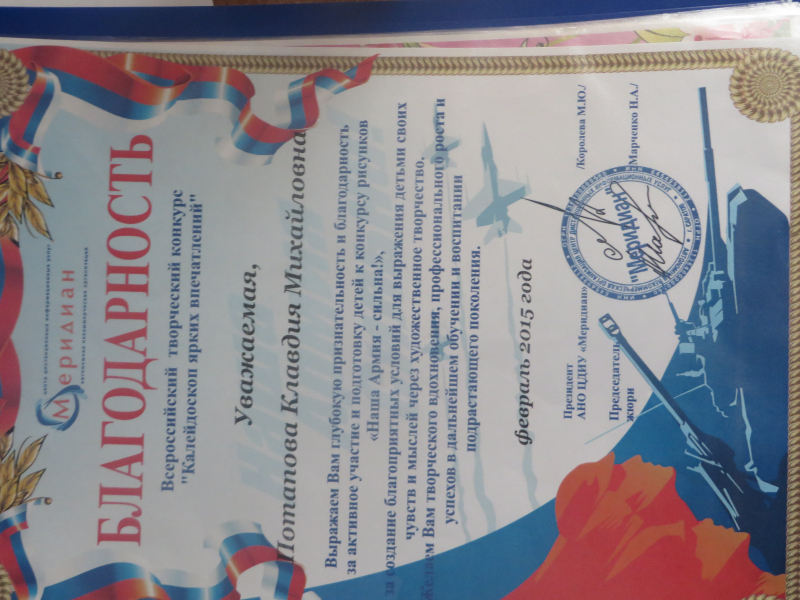 Меридиан
БЛАГОДАРНОСТЬ
Всероссийский творческий конкурс
"Калейдоскоп ярких впечатлений"
Уважаемая,
Потапова Клавдия Михайловна
Выражаем Вам глубокую признательность и благодарность
за активное участие и подготовку детей к конкурсу рисунков
«Наша Армия - сильна!»,
за создание благоприятных условий для выражения детьми своих
чувств и мыслей через художественное творчество.
Желаем Вам творческого вдохновения, профессионального роста и
успехов в дальнейшем обучении и воспитании
подрастающего поколения.
февраль 2015 года
Президент
АНО ЦДИУ «Меридиан»
/Королева М.Ю./
Председатель
жюри
/Марченко Н.А./
"Меридиан"